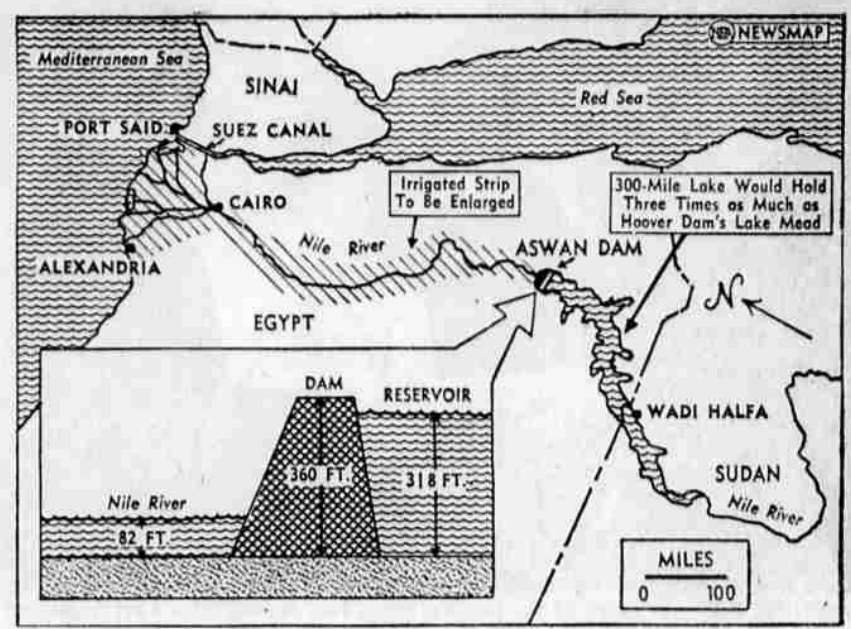 NEA NEWSMAP
Mediterranean Sea
SINAI
Red Sea
PORT SAID
SUEZ CANAL
CAIRO
Irrigated Strip
To Be Enlarged
300-Mile Lake Would Hold
Three Times as Much as
Hoover Dam's Lake Mead
Nile River
ASWAN DAM
ALEXANDRIA
N
EGYPT
DAM
RESERVOIR
WADI HALFA
360 FT.
318 FT.
SUDAN
Nile River
Nile River
82 FT.
MILES
0 100